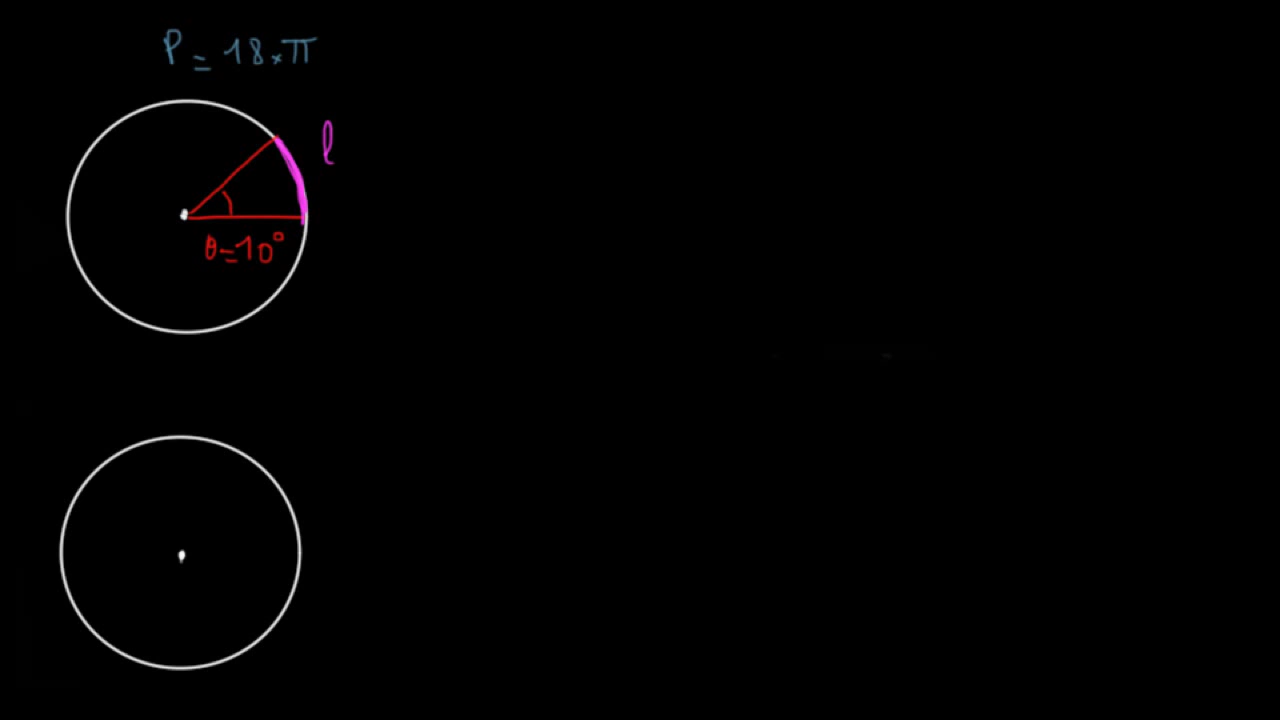 P = 18 × π
l
θ = 10°